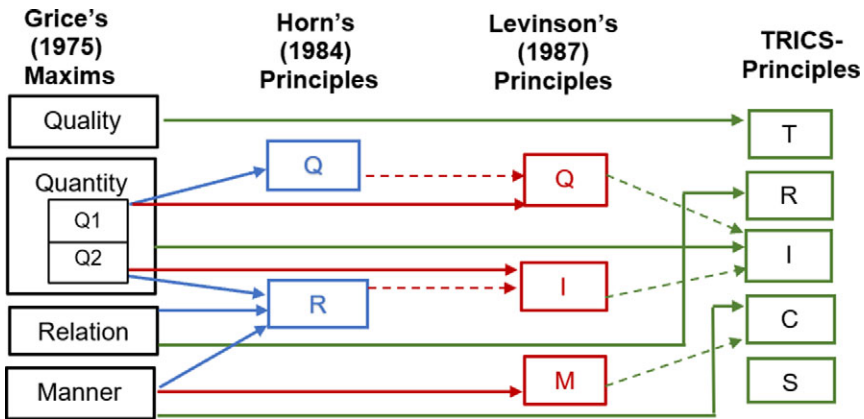 Grice's
(1975)
Maxims
Horn's
(1984)
Principles
Levinson's
(1987)
Principles
TRICS-
Principles
Quality
Quantity
Q1
Q2
Relation
Manner
Q
R
Q
I
M
T
R
I
C
S